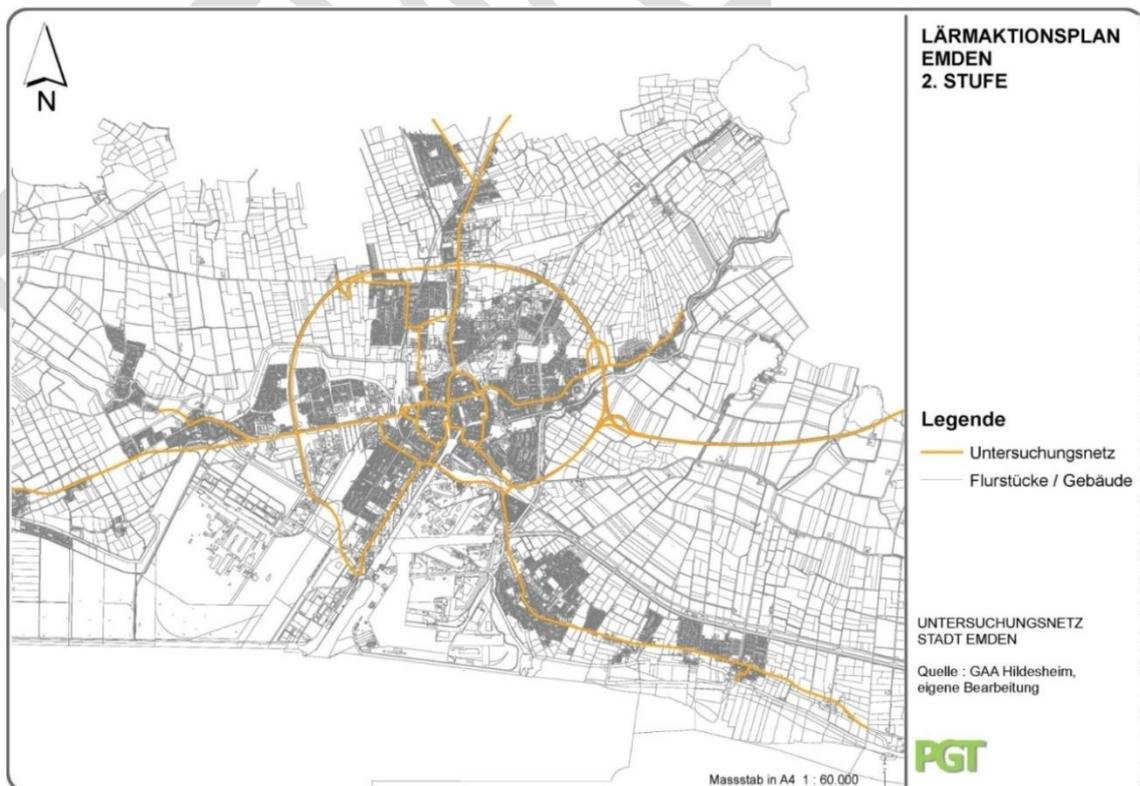 LÄRMAKTIONSPLAN
EMDEN
2. STUFE
N
Legende
Untersuchungsnetz
Flurstücke / Gebäude
UNTERSUCHUNGSNETZ
STADT EMDEN
Quelle : GAA Hildesheim,
eigene Bearbeitung
PGT
Massstab in A4 1 : 60.000